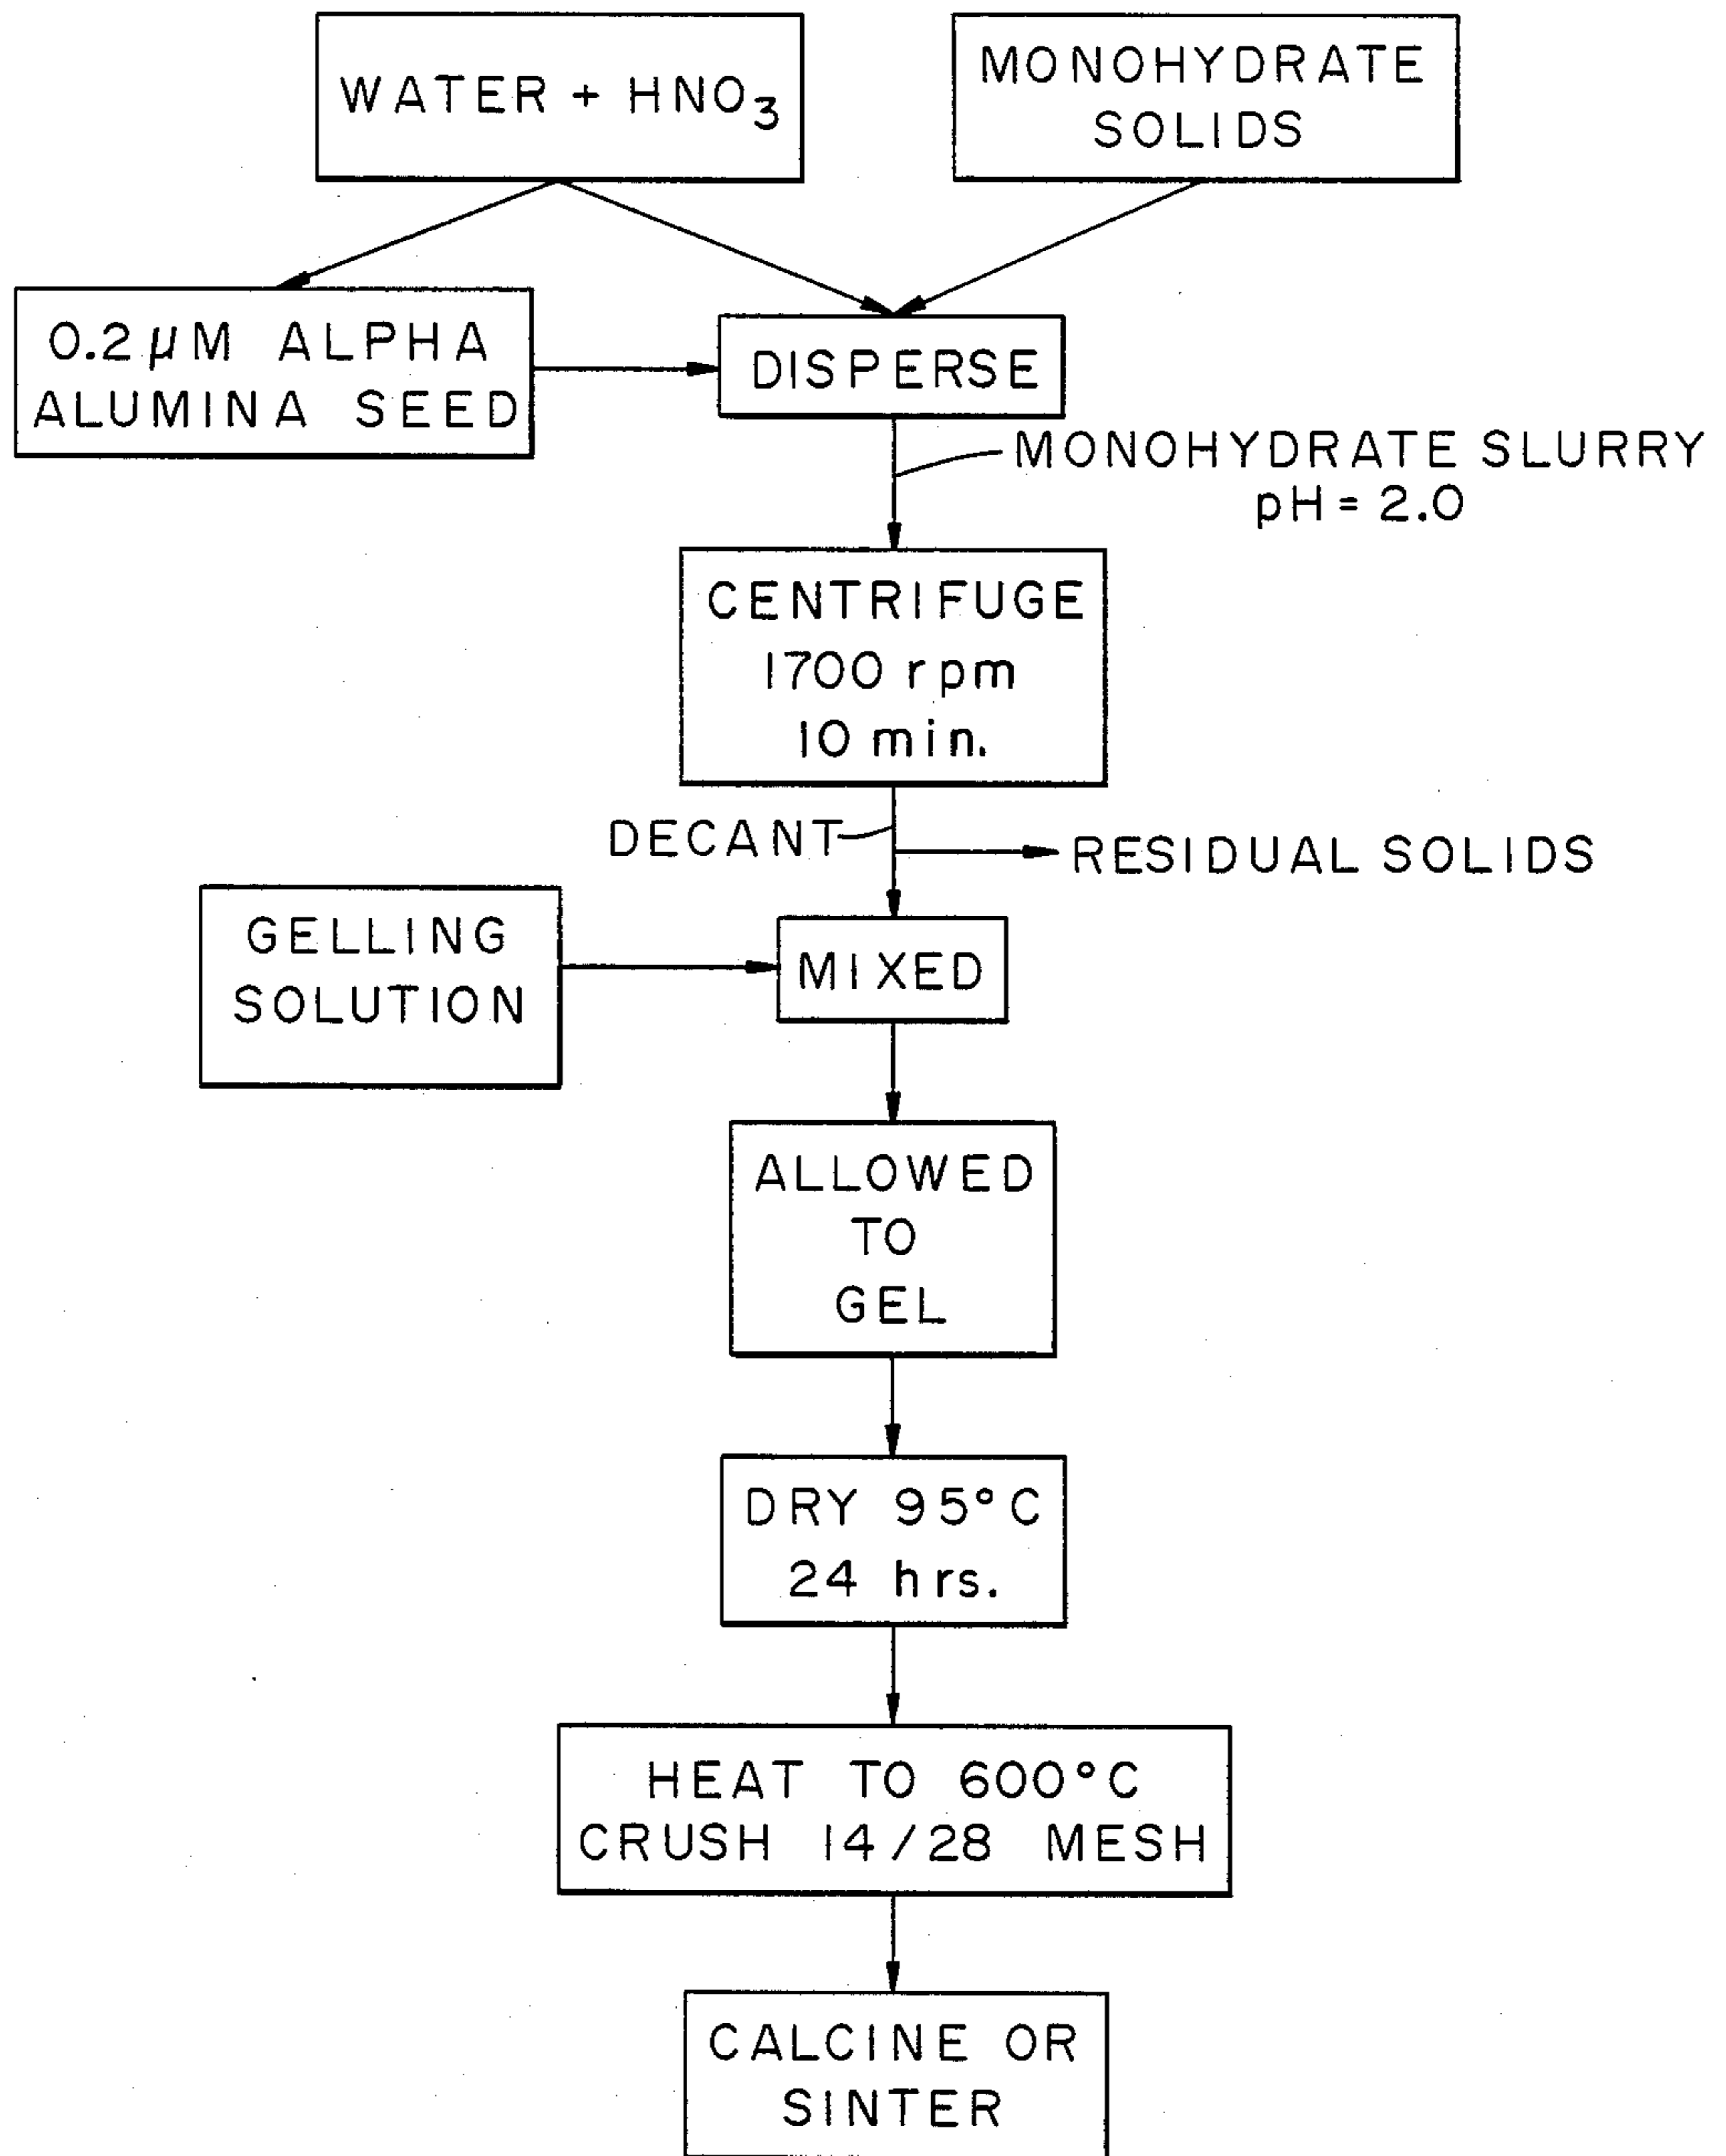 WATER + HNO₃
MONOHYDRATE
SOLIDS
0.2 µM ALPHA
ALUMINA SEED
DISPERSE
MONOHYDRATE SLURRY
pH = 2.0
CENTRIFUGE
1700 rpm
10 min.
DECANT
RESIDUAL SOLIDS
GELLING
SOLUTION
MIXED
ALLOWED
TO
GEL
DRY 95°C
24 hrs.
HEAT TO 600°C
CRUSH 14/28 MESH
CALCINE OR
SINTER